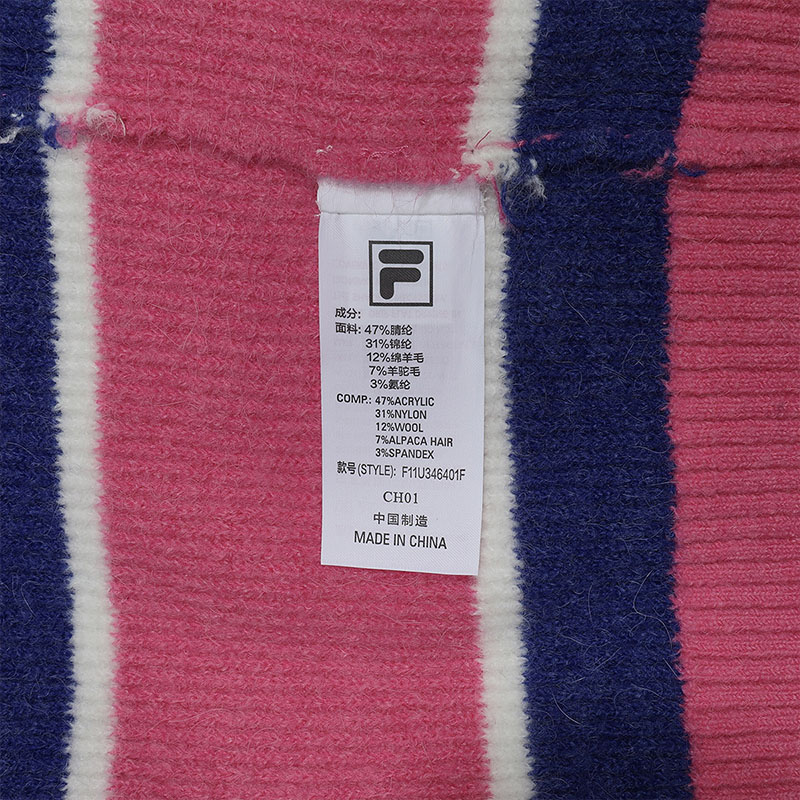 F
成分:
面料: 47%腈纶
31%锦纶
12%绵羊毛
7%羊驼毛
3%氨纶
COMP.: 47%ACRYLIC
31%NYLON
12%WOOL
7%ALPACA HAIR
3%SPANDEX
款号(STYLE): F11U346401F
CH01
中国制造
MADE IN CHINA